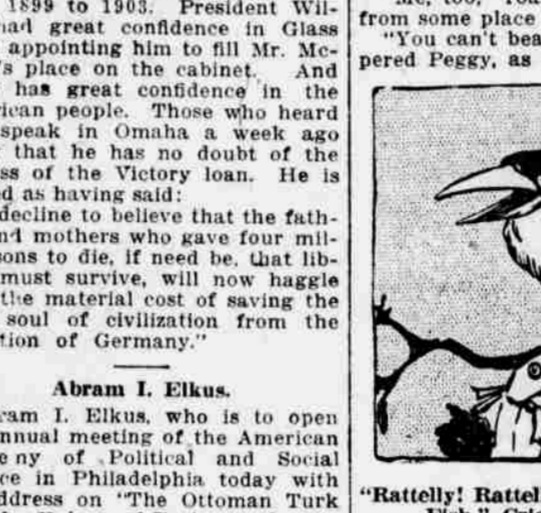 1899 to 1903. President Wil-
had great confidence in Glass
appointing him to fill Mr. Mc-
's place on the cabinet. And
has great confidence in the
ican people. Those who heard
speak in Omaha a week ago
that he has no doubt of the
ss of the Victory loan. He is
d as having said:
decline to believe that the fath-
nd mothers who gave four mil-
sons to die, if need be, that lib-
must survive, will now haggle
the material cost of saving the
soul of civilization from the
tion of Germany."
Abram I. Elkus.
ram I. Elkus, who is to open
nnual meeting of the American
e ny of Political and Social
ce in Philadelphia today with
ddress on "The Ottoman Turk
from some place
"You can't bea
pered Peggy, as
"Rattelly! Rattel